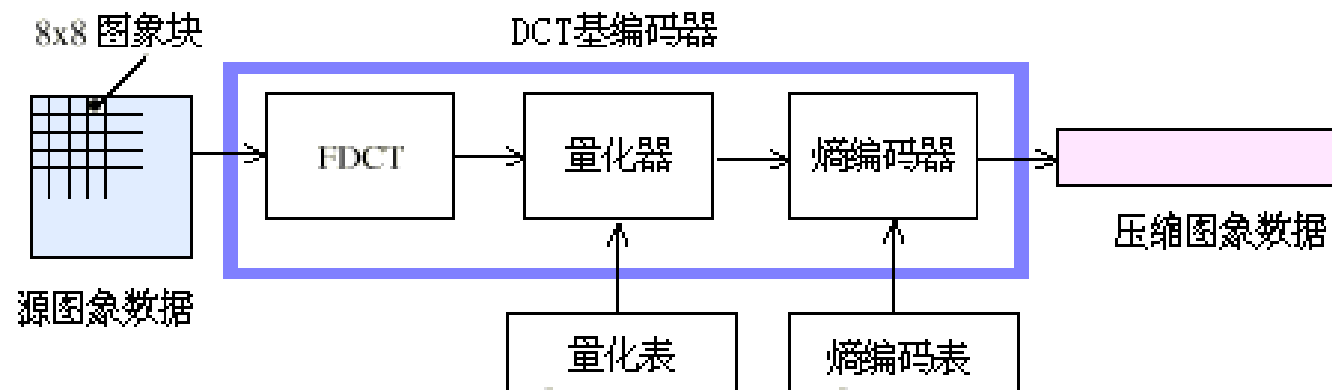 8x8 图象块
DCT基编码器
FDCT
量化器
熵编码器
压缩图象数据
源图象数据
量化表
熵编码表